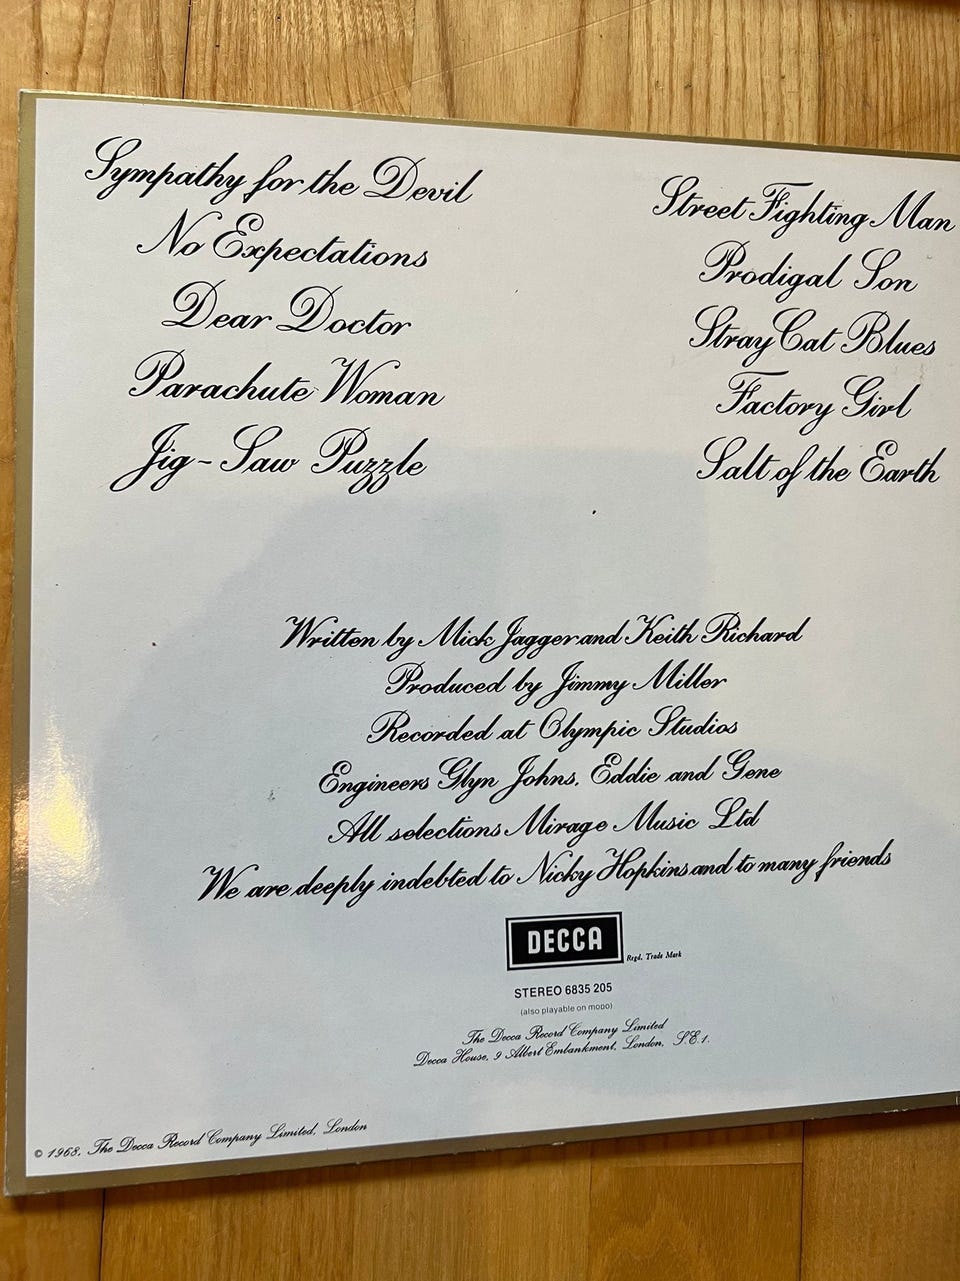 Sympathy for the Devil
No Expectations
Dear Doctor
Parachute Woman
Jig-Saw Puzzle
Street Fighting Man
Prodigal Son
Stray Cat Blues
Factory Girl
Salt of the Earth
Written by Mick Jagger and Keith Richard
Produced by Jimmy Miller
Recorded at Olympic Studios
Engineers Glyn Johns, Eddie and Gene
All selections Mirage Music Ltd
We are deeply indebted to Nicky Hopkins and to many friends
DECCA
Regd. Trade Mark
STEREO 6835 205
(also playable on mono)
The Decca Record Company Limited
Decca House, 9 Albert Embankment, London, S.E.1.
© 1968, The Decca Record Company Limited, London